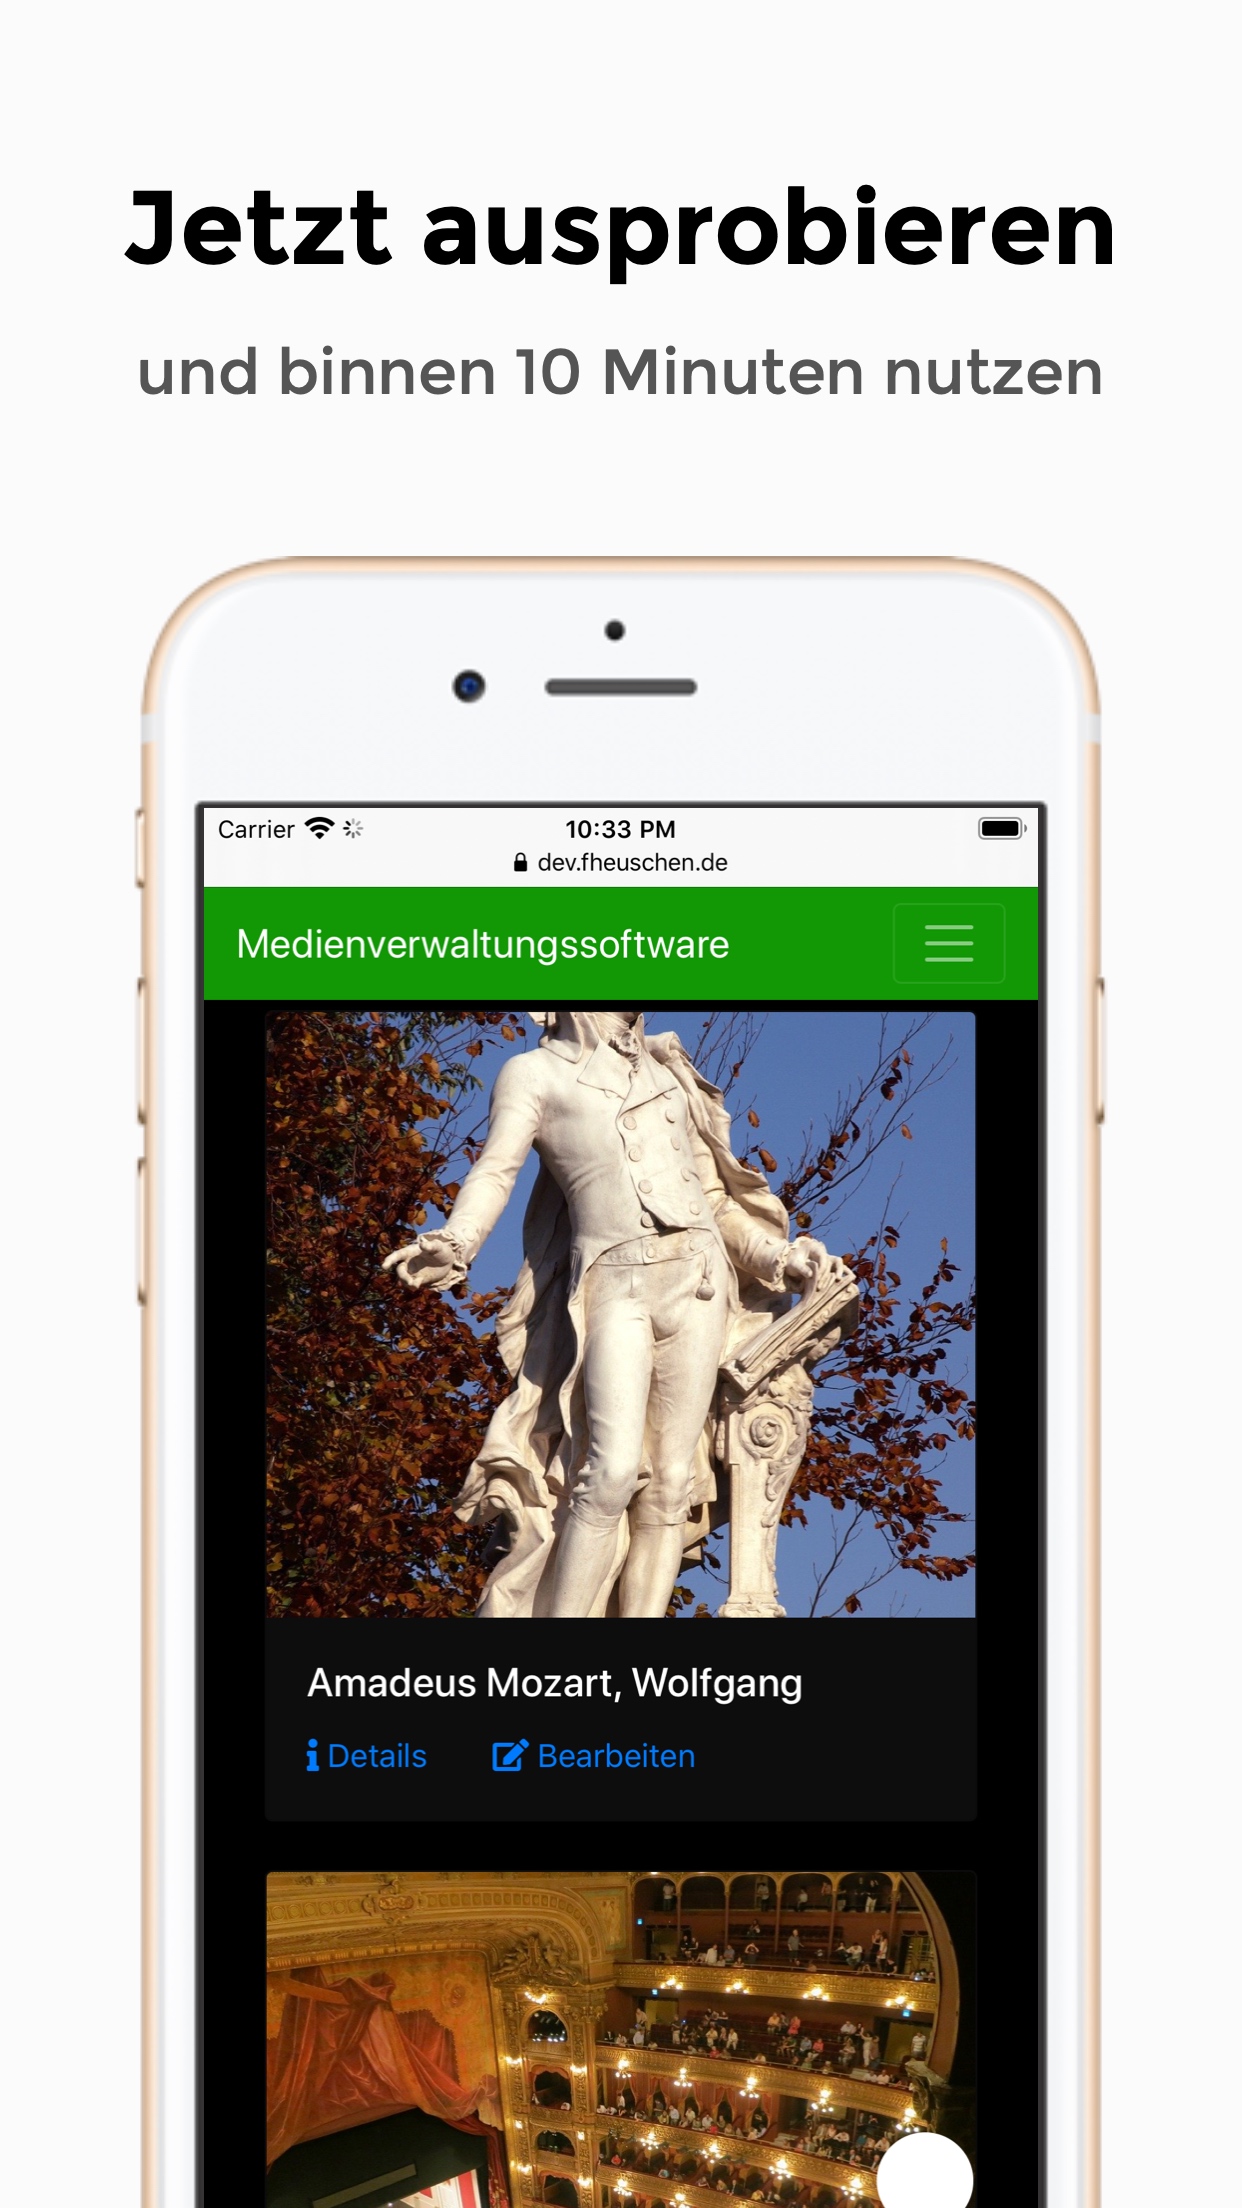 Jetzt ausprobieren
und binnen 10 Minuten nutzen
Carrier 10:33 PM
dev.fheuschen.de
Medienverwaltungssoftware
Amadeus Mozart, Wolfgang
Details Bearbeiten